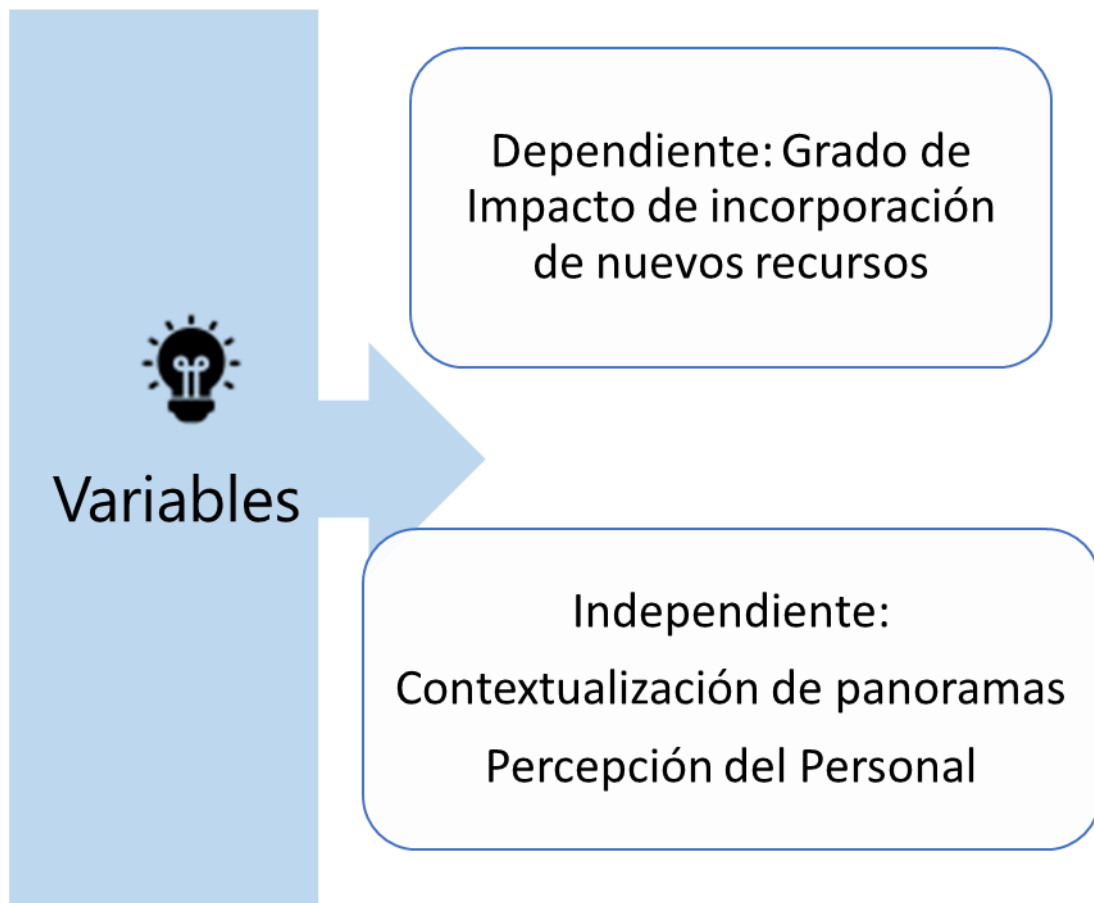 Variables
Dependiente: Grado de
Impacto de incorporación
de nuevos recursos
Independiente:
Contextualización de panoramas
Percepción del Personal